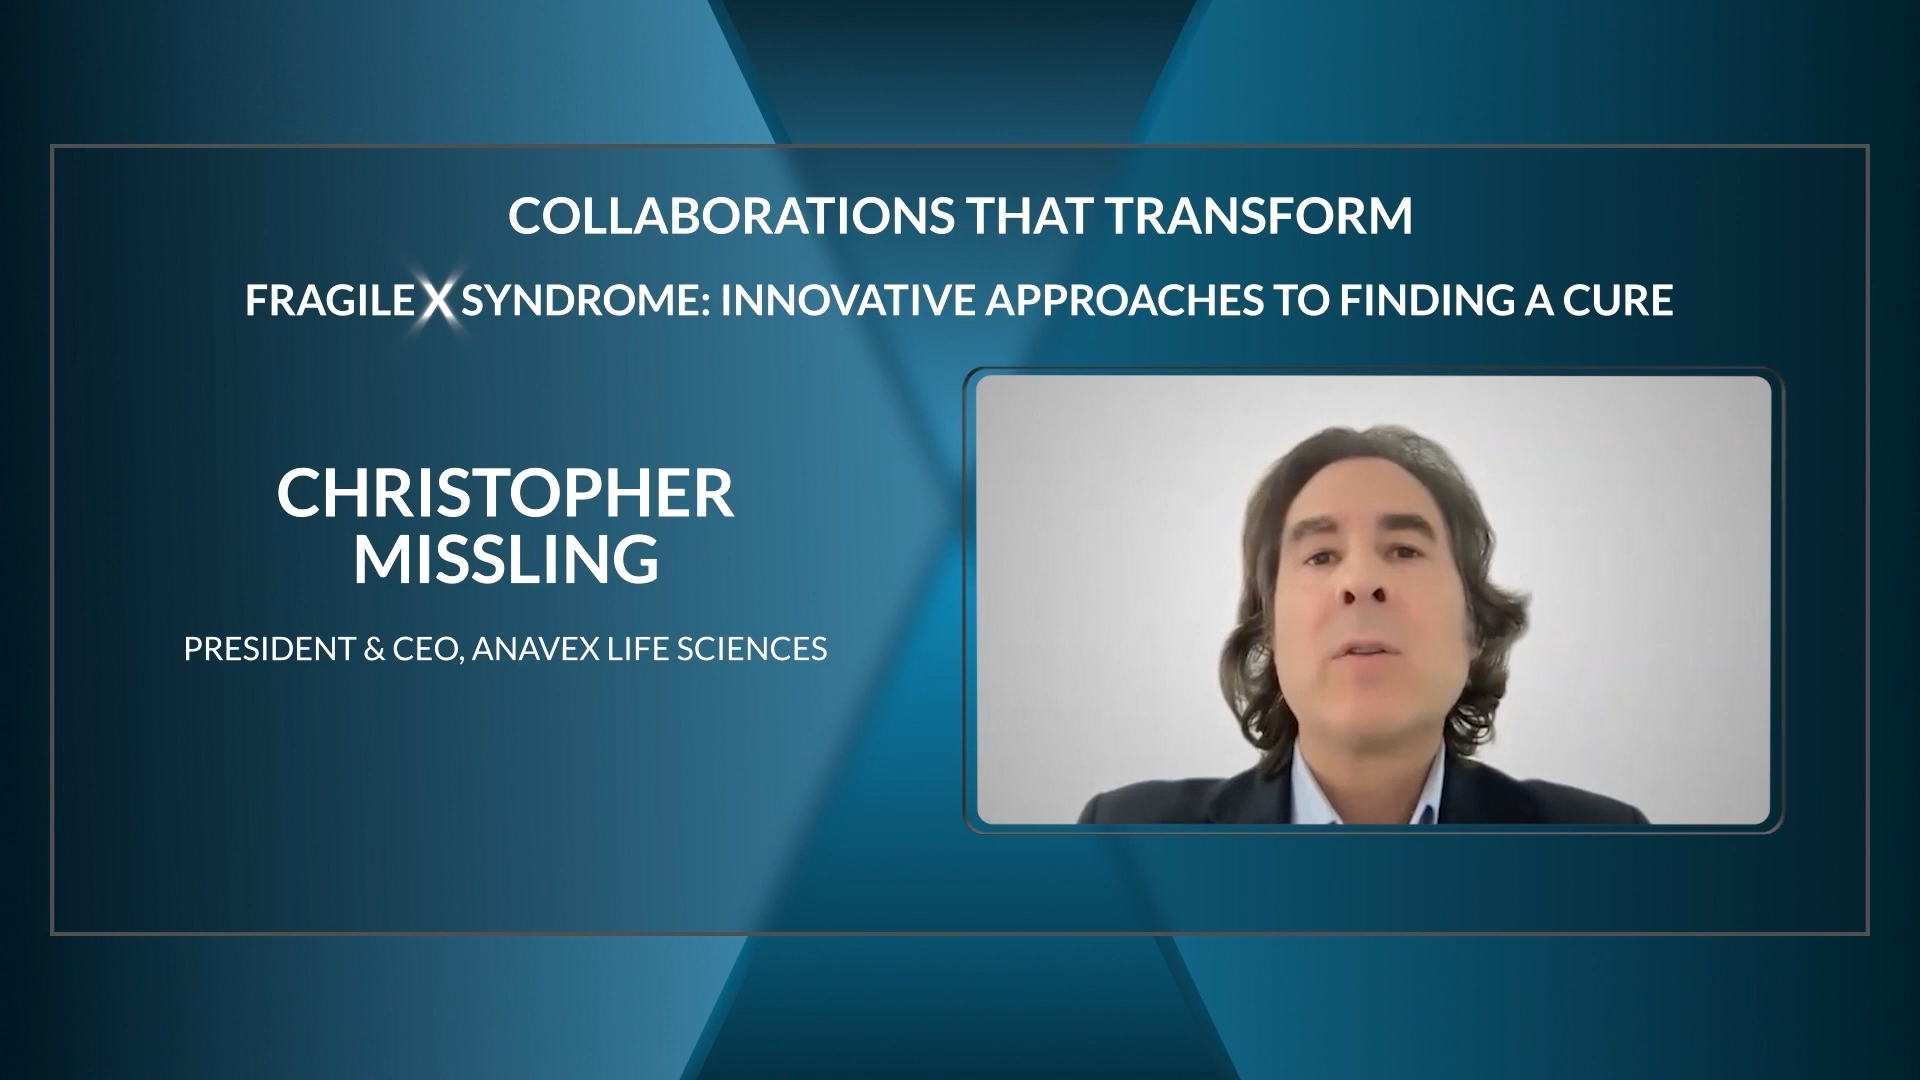 COLLABORATIONS THAT TRANSFORM
FRAGILE X SYNDROME: INNOVATIVE APPROACHES TO FINDING A CURE
CHRISTOPHER
MISSLING
PRESIDENT & CEO, ANAVEX LIFE SCIENCES